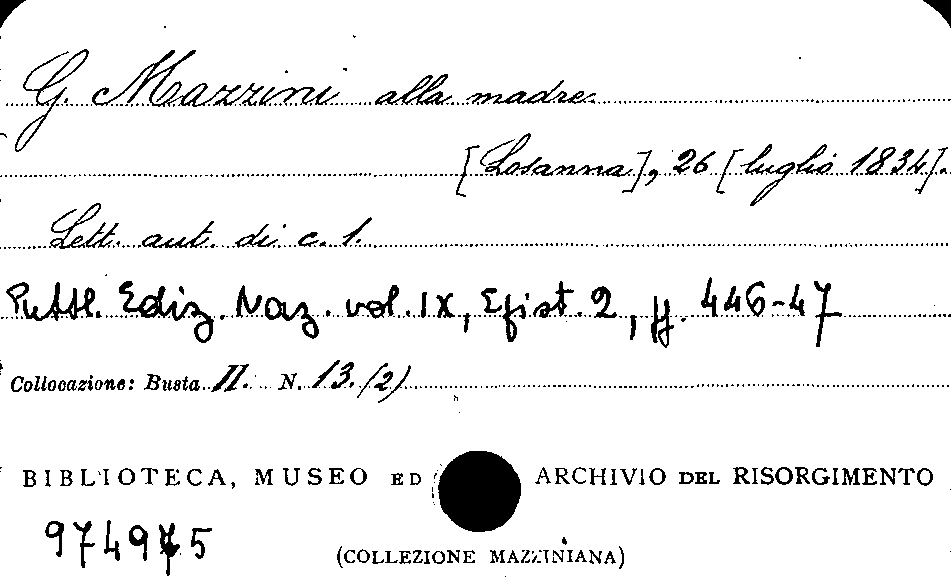 G. Mazzini alla madre.
[Losanna], 26 [luglio 1834].
Lett. aut. di c. 1.
Pubbl. Ediz. Naz. vol. IX, Epist. 2, pp. 446-47
Collocazione: Busta II. N. 13. (2)
BIBLIOTECA, MUSEO ED ARCHIVIO DEL RISORGIMENTO
(COLLEZIONE MAZZINIANA)